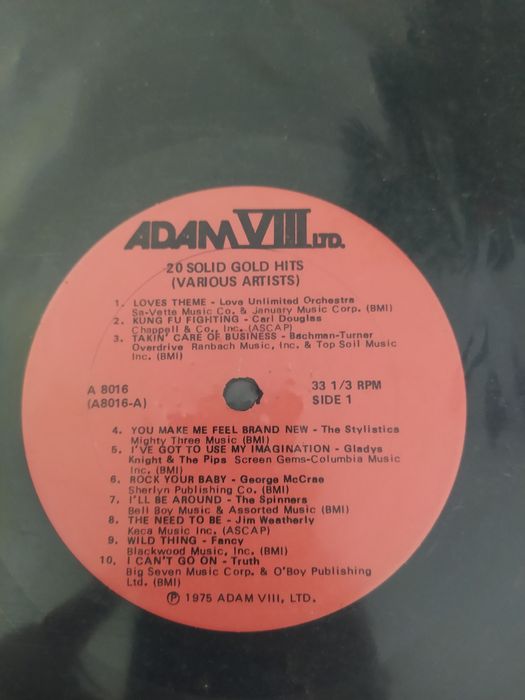 ADAM VIII LTD.
20 SOLID GOLD HITS
(VARIOUS ARTISTS)
1. LOVES THEME - Love Unlimited Orchestra
Sa-Vette Music Co. & January Music Corp. (BMI)
2. KUNG FU FIGHTING - Carl Douglas
Chappell & Co., Inc. (ASCAP)
3. TAKIN' CARE OF BUSINESS - Bachman-Turner
Overdrive Ranbach Music, Inc. & Top Soil Music
Inc. (BMI)
A 8016
(A8016-A)
33 1/3 RPM
SIDE 1
4. YOU MAKE ME FEEL BRAND NEW - The Stylistics
Mighty Three Music (BMI)
5. I'VE GOT TO USE MY IMAGINATION - Gladys
Knight & The Pips Screen Gems-Columbia Music
Inc. (BMI)
6. ROCK YOUR BABY - George McCrae
Sherlyn Publishing Co. (BMI)
7. I'LL BE AROUND - The Spinners
Bell Boy Music & Assorted Music (BMI)
8. THE NEED TO BE - Jim Weatherly
Keca Music Inc. (ASCAP)
9. WILD THING - Fancy
Blackwood Music, Inc. (BMI)
10. I CAN'T GO ON - Truth
Big Seven Music Corp. & O'Boy Publishing
Ltd. (BMI)
℗ 1975 ADAM VIII, LTD.